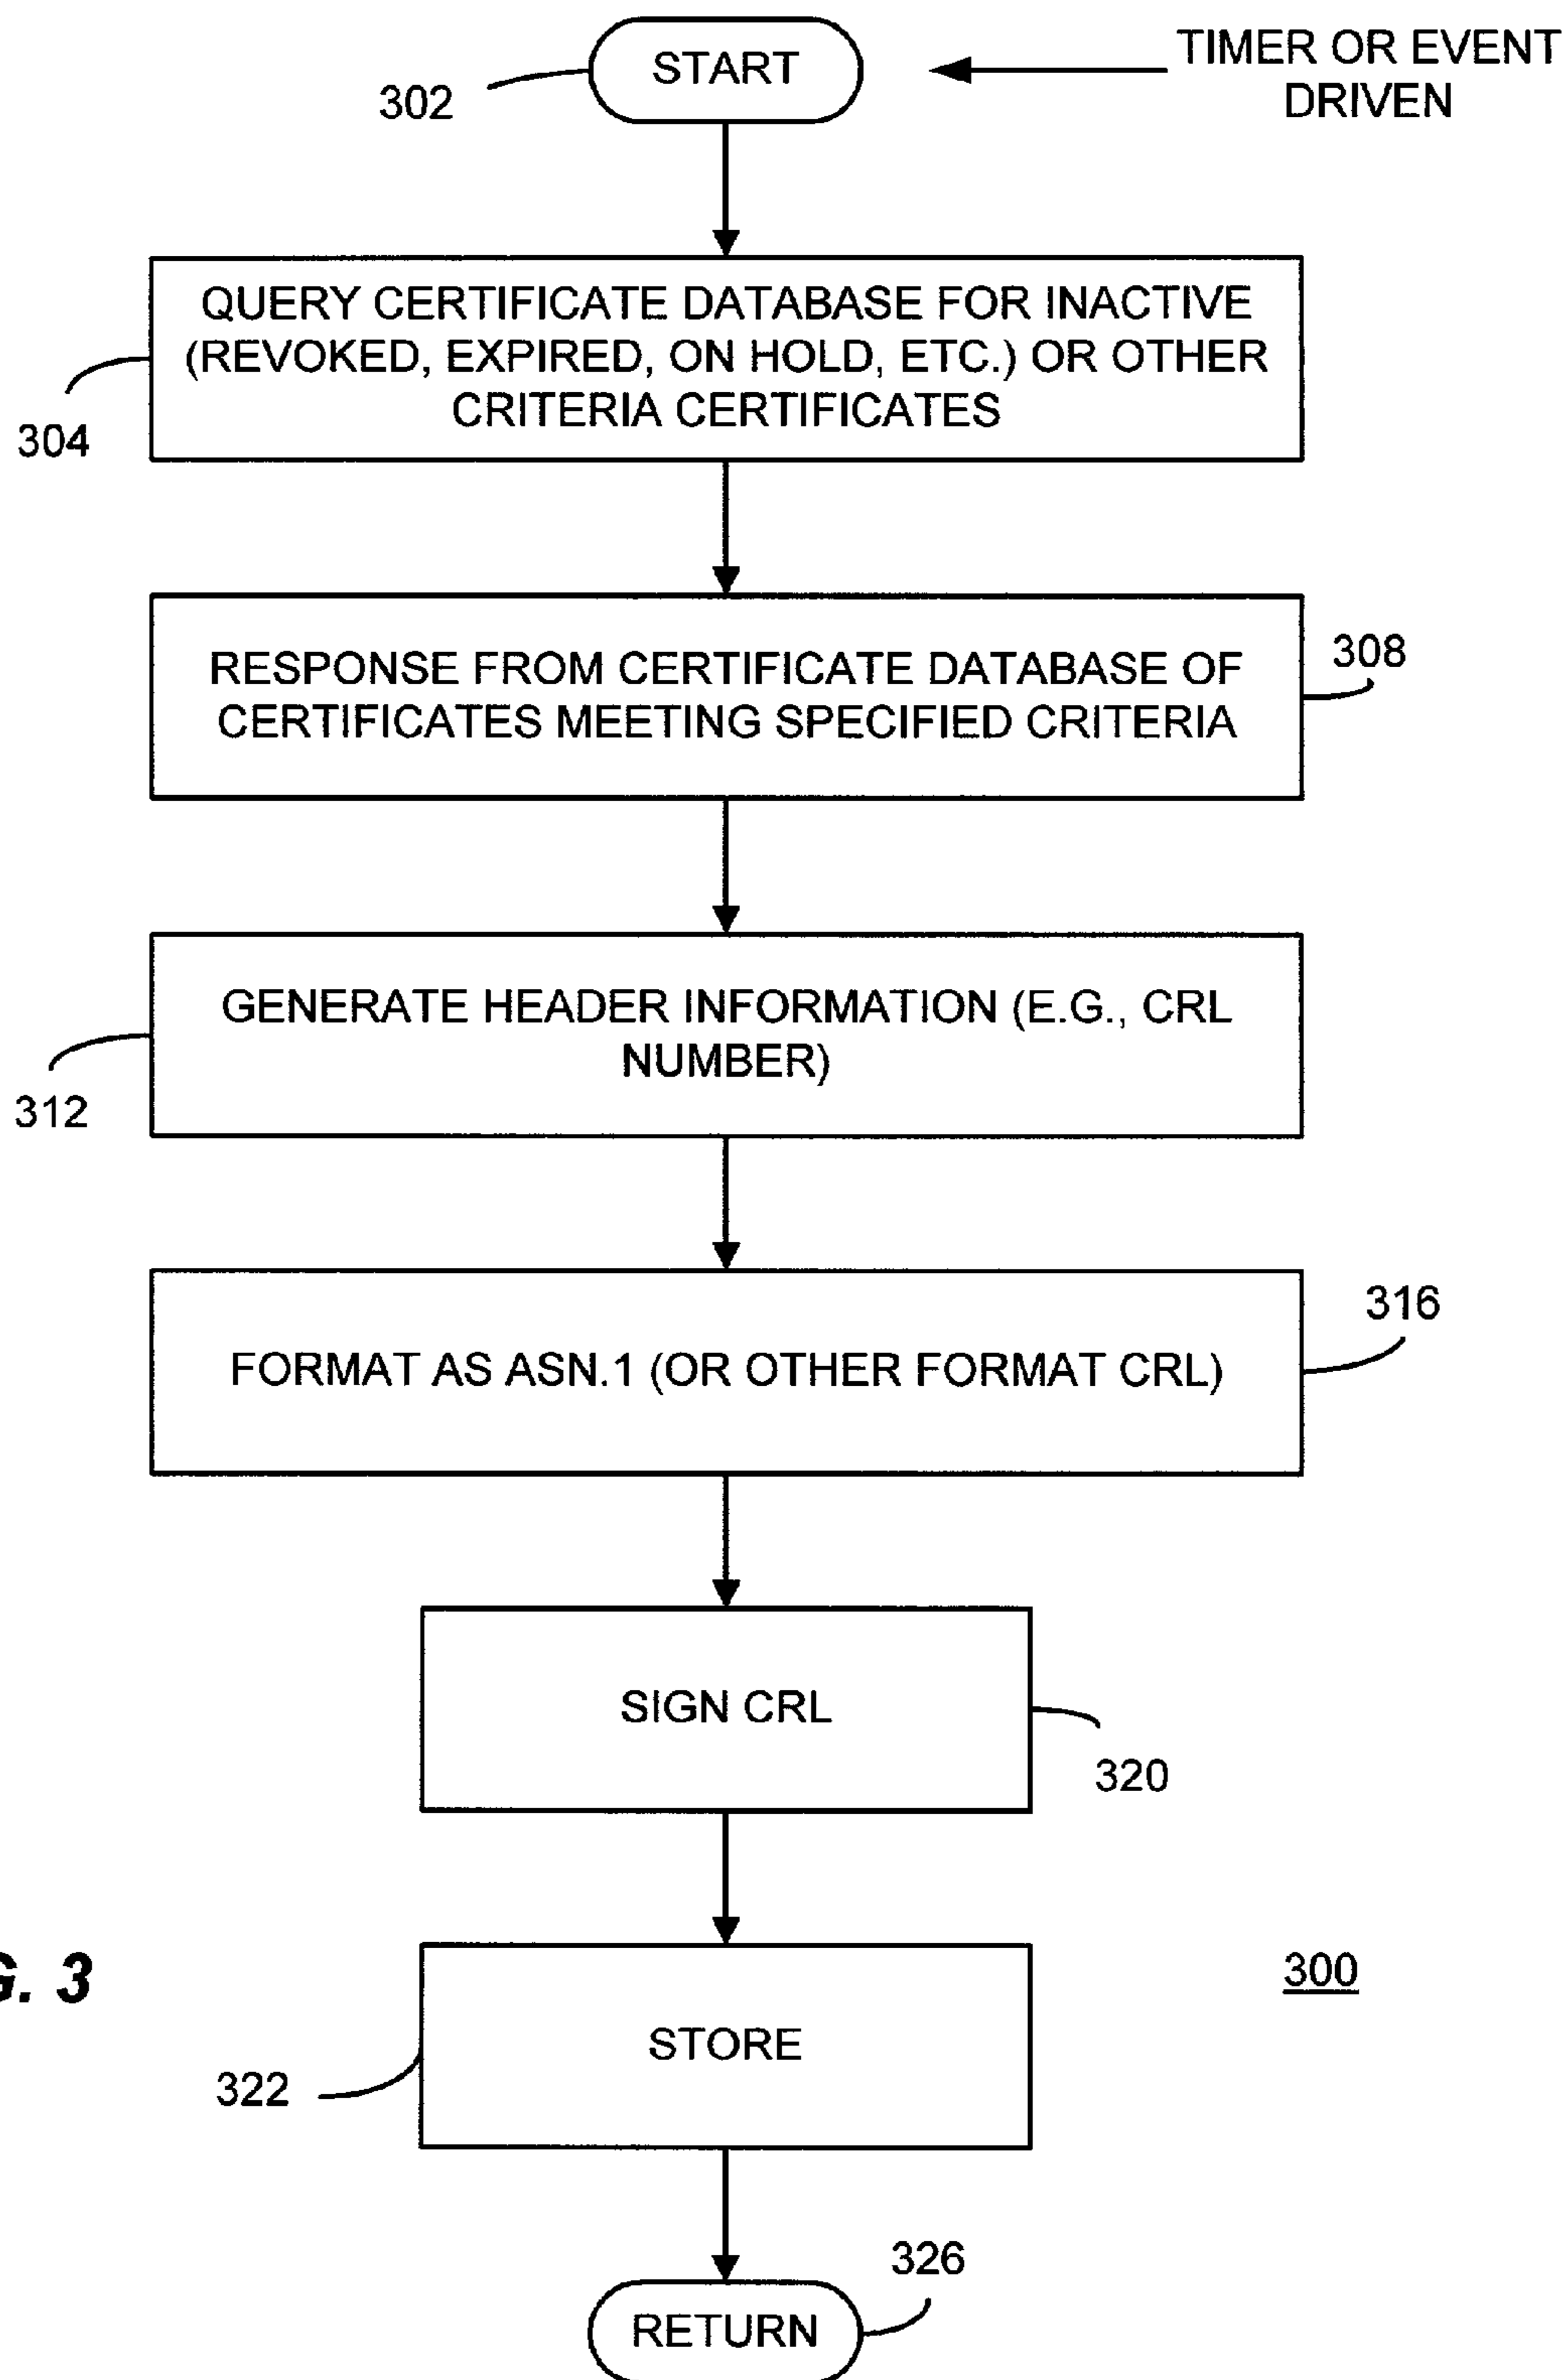 START
TIMER OR EVENT
DRIVEN
302
QUERY CERTIFICATE DATABASE FOR INACTIVE
(REVOKED, EXPIRED, ON HOLD, ETC.) OR OTHER
CRITERIA CERTIFICATES
304
RESPONSE FROM CERTIFICATE DATABASE OF
CERTIFICATES MEETING SPECIFIED CRITERIA
308
GENERATE HEADER INFORMATION (E.G., CRL
NUMBER)
312
FORMAT AS ASN.1 (OR OTHER FORMAT CRL)
316
SIGN CRL
320
G. 3
300
STORE
322
326
RETURN